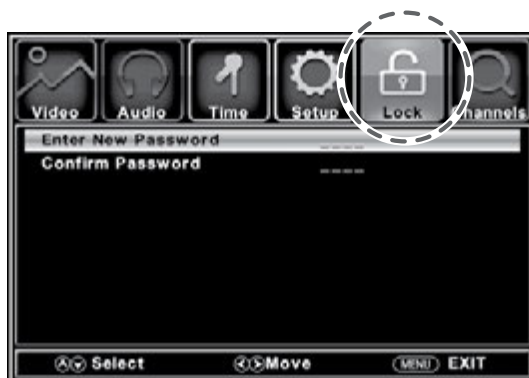 Video Audio Time Setup Lock Channels
Enter New Password _ _ _ _
Confirm Password _ _ _ _
Select Move MENU EXIT